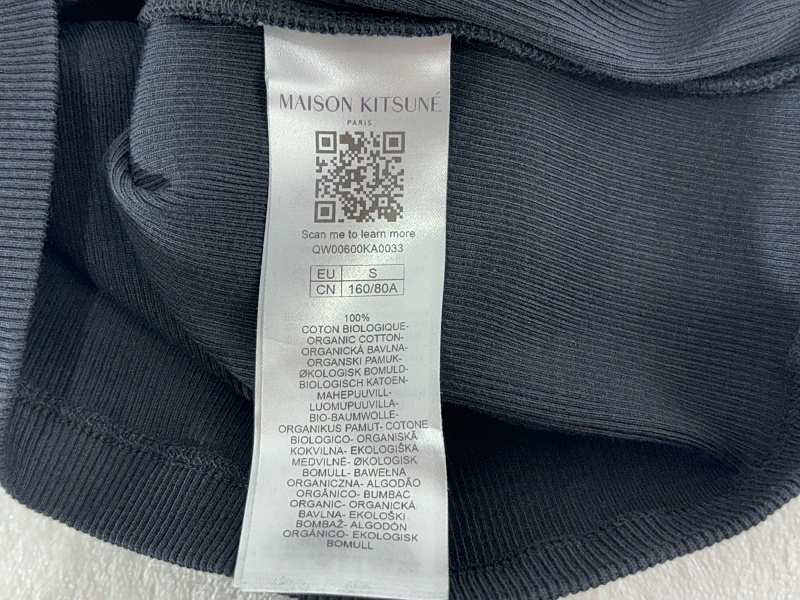 MAISON KITSUNÉ
PARIS
Scan me to learn more
QW00600KA0033
EU S
CN 160/80A
100%
COTON BIOLOGIQUE-
ORGANIC COTTON-
ORGANICKÁ BAVLNA-
ORGANSKI PAMUK-
ØKOLOGISK BOMULD-
BIOLOGISCH KATOEN-
MAHEPUUVILL-
LUOMUPUUVILLA-
BIO-BAUMWOLLE-
ORGANIKUS PAMUT- COTONE
BIOLOGICO- ORGANISKĀ
KOKVILNA- EKOLOGIŠKA
MEDVILNĖ- ØKOLOGISK
BOMULL- BAWEŁNA
ORGANICZNA- ALGODÃO
ORGÂNICO- BUMBAC
ORGANIC- ORGANICKÁ
BAVLNA- EKOLOŠKI
BOMBAŽ- ALGODÓN
ORGÁNICO- EKOLOGISK
BOMULL